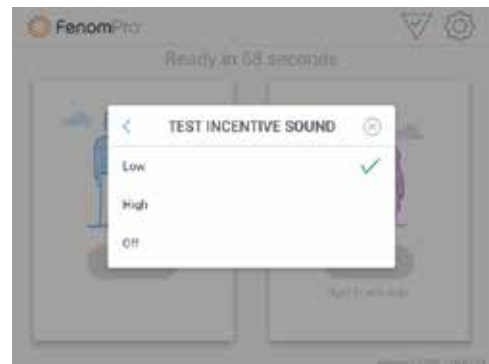 FenomPro
Ready in 68 seconds
TEST INCENTIVE SOUND
Low
High
Off